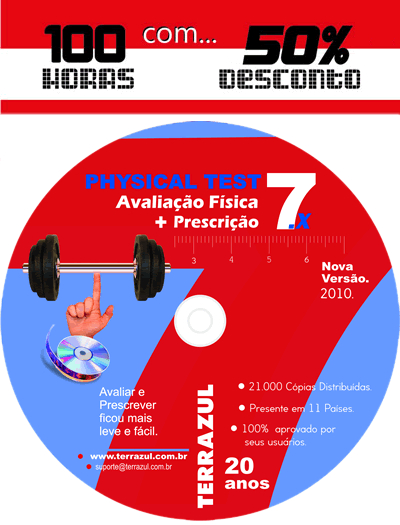 100 HORAS com... 50% DESCONTO
PHYSICAL TEST
Avaliação Física
+ Prescrição
7.x
3 4 5 6
Nova
Versão.
2010.
Avaliar e
Prescrever
ficou mais
leve e fácil.
www.terrazul.com.br
suporte@terrazul.com.br
TERRAZUL
21.000 Cópias Distribuidas.
Presente em 11 Países.
100% aprovado por
seus usuários.
20
anos